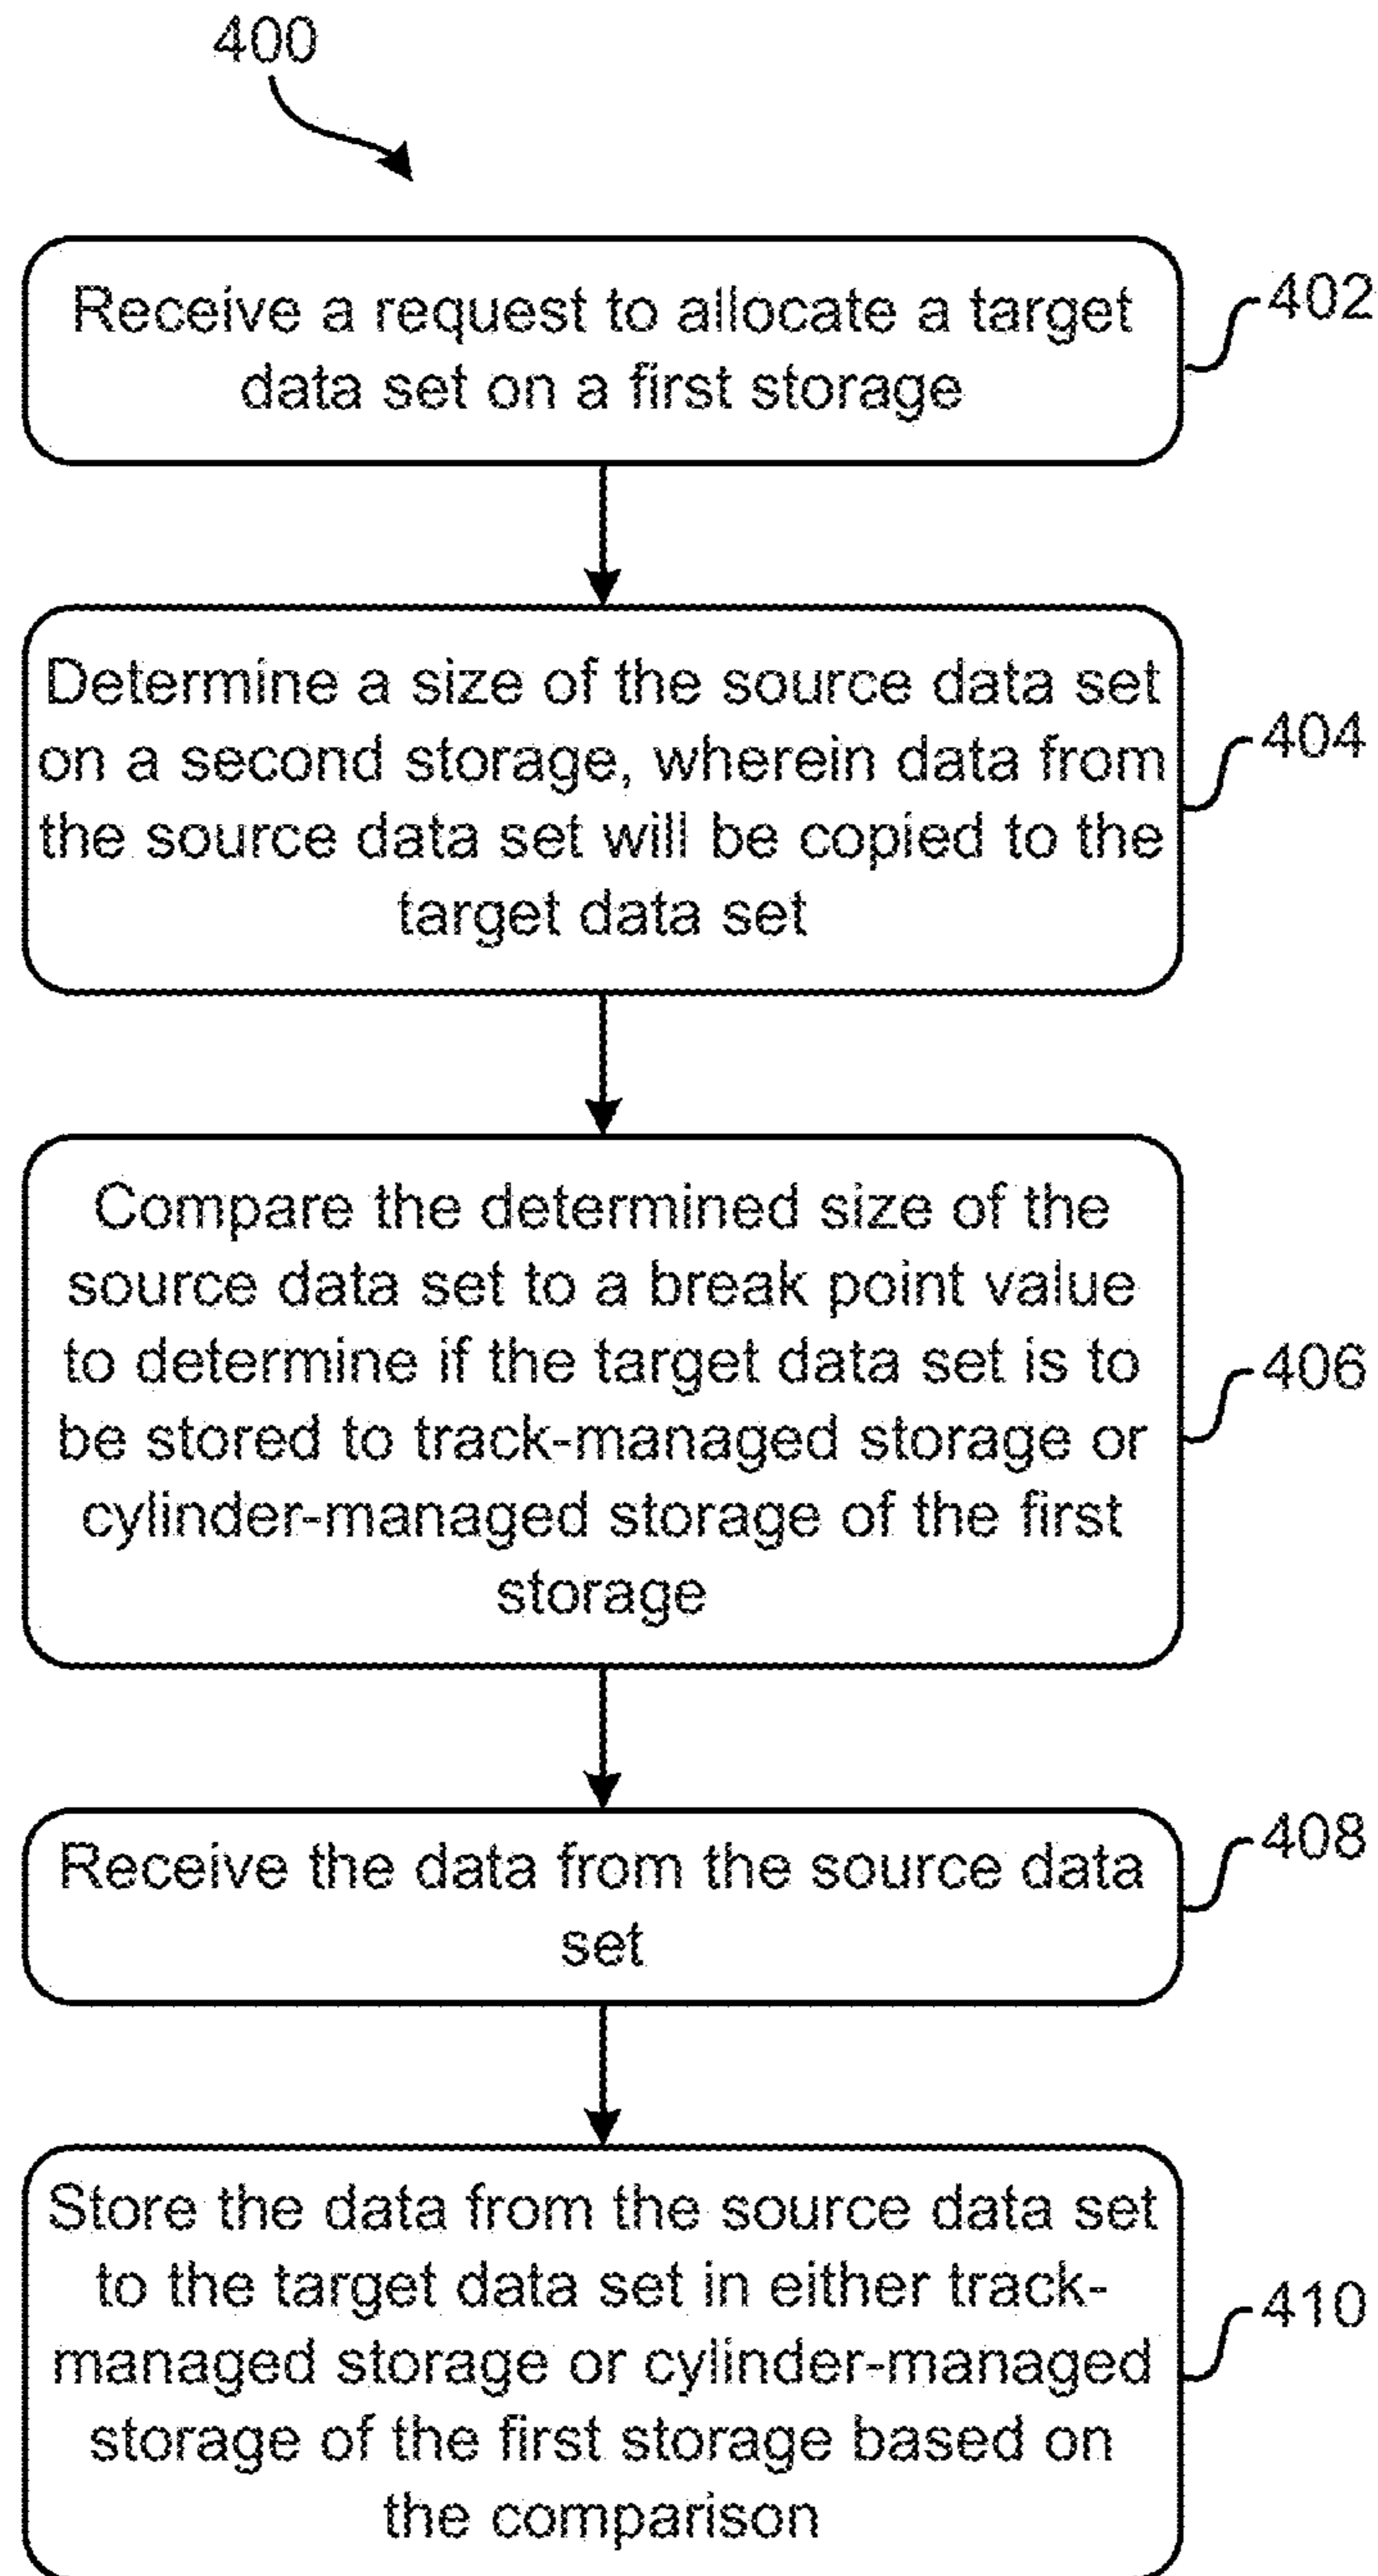 400
Receive a request to allocate a target
data set on a first storage
402
Determine a size of the source data set
on a second storage, wherein data from
the source data set will be copied to the
target data set
404
Compare the determined size of the
source data set to a break point value
to determine if the target data set is to
be stored to track-managed storage or
cylinder-managed storage of the first
storage
406
Receive the data from the source data
set
408
Store the data from the source data set
to the target data set in either track-
managed storage or cylinder-managed
storage of the first storage based on
the comparison
410